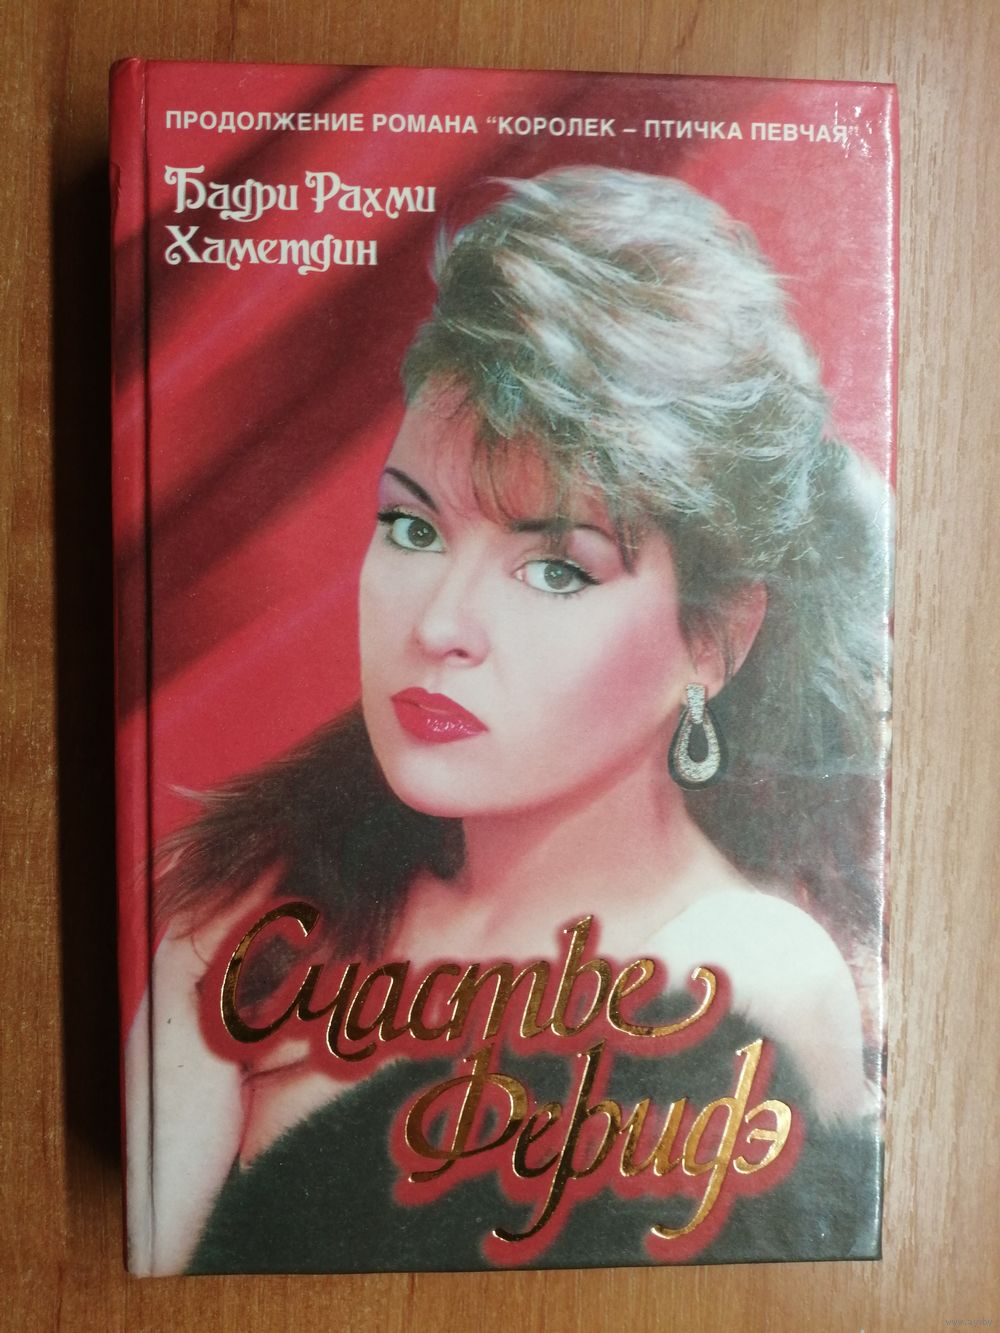 ПРОДОЛЖЕНИЕ РОМАНА “КОРОЛЕК – ПТИЧКА ПЕВЧАЯ”
Бадри Рахми
Хаметдин
Счастье
Феридэ